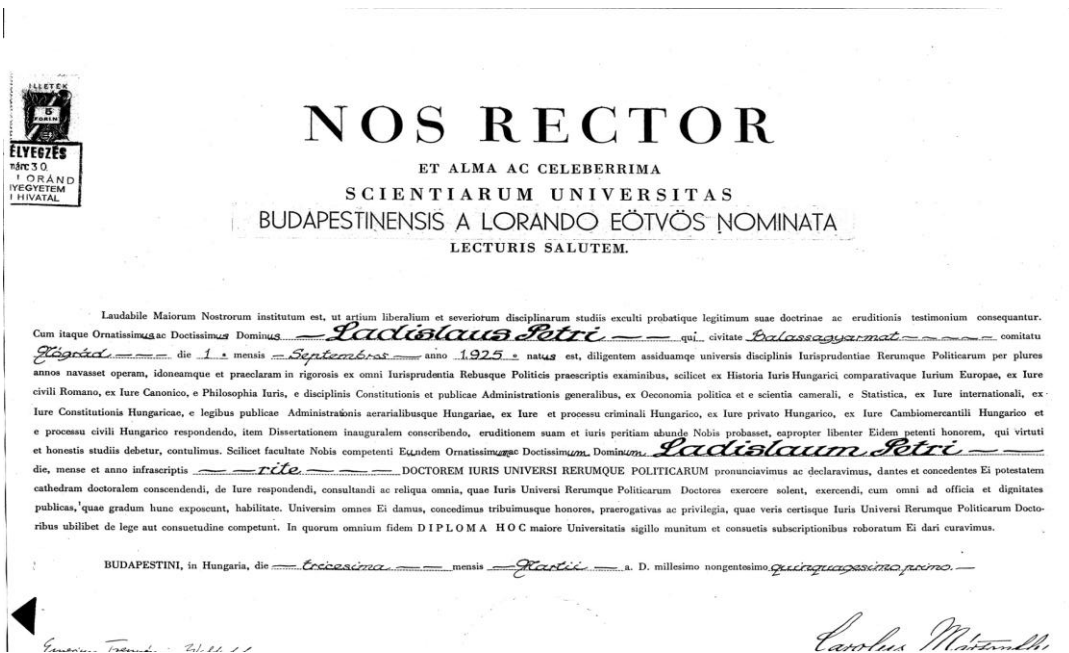 ILLETÉK
5
FORINT
ÉLYEGZÉS
márc 30.
LORÁND
NYEGYETEM
I HIVATAL
NOS RECTOR
ET ALMA AC CELEBERRIMA
SCIENTIARUM UNIVERSITAS
BUDAPESTINENSIS A LORANDO EÖTVÖS NOMINATA
LECTURIS SALUTEM.
Laudabile Maiorum Nostrorum institutum est, ut artium liberalium et severiorum disciplinarum studiis exculti probatique legitimum suae doctrinae ac eruditionis testimonium consequantur.
Cum itaque Ornatissimus ac Doctissimus Dominus — Ladislaus Petri — — qui civitate Balassagyarmat — — — — comitatu
Nógrád — — — die 1. mensis — Septembros — anno 1925. natus est, diligentem assiduamque universis disciplinis Iurisprudentiae Rerumque Politicarum per plures
annos navasset operam, idoneamque et praeclaram in rigorosis ex omni Iurisprudentia Rebusque Politicis praescriptis examinibus, scilicet ex Historia Iuris Hungarici comparativaque Iurium Europae, ex Iure
civili Romano, ex Iure Canonico, e Philosophia Iuris, e disciplinis Constitutionis et publicae Administrationis generalibus, ex Oeconomia politica et e scientia camerali, e Statistica, ex Iure internationali, ex
Iure Constitutionis Hungaricae, e legibus publicae Administrationis aerarialibusque Hungariae, ex Iure et processu criminali Hungarico, ex Iure privato Hungarico, ex Iure Cambiomercantili Hungarico et
e processu civili Hungarico respondendo, item Dissertationem inauguralem conscribendo, eruditionem suam et iuris peritiam abunde Nobis probasset, eapropter libenter Eidem petenti honorem, qui virtuti
et honestis studiis debetur, contulimus. Scilicet facultate Nobis competenti Eundem Ornatissimum ac Doctissimum Dominum Ladislaum Petri — —
die, mense et anno infrascriptis — — rite — — — DOCTOREM IURIS UNIVERSI RERUMQUE POLITICARUM pronunciavimus ac declaravimus, dantes et concedentes Ei potestatem
cathedram doctoralem conscendendi, de Iure respondendi, consultandi ac reliqua omnia, quae Iuris Universi Rerumque Politicarum Doctores exercere solent, exercendi, cum omni ad officia et dignitates
publicas, quae gradum hunc exposcunt, habilitate. Universim omnes Ei damus, concedimus tribuimusque honores, praerogativas ac privilegia, quae veris certisque Iuris Universi Rerumque Politicarum Docto-
ribus ubilibet de lege aut consuetudine competunt. In quorum omnium fidem DIPLOMA HOC maiore Universitatis sigillo munitum et consuetis subscriptionibus roboratum Ei dari curavimus.
BUDAPESTINI, in Hungaria, die — trecesima — — mensis — Martii — a. D. millesimo nongentesimo quinquagesimo primo. —
Carolus